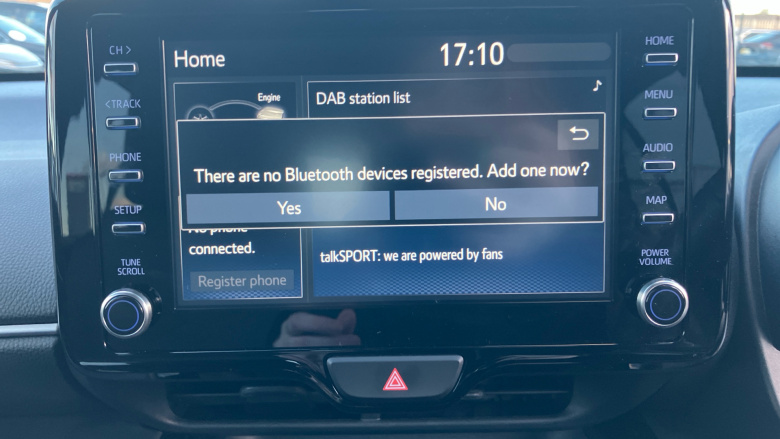 CH >
< TRACK
PHONE
SETUP
TUNE
SCROLL
Home
17:10
Engine
DAB station list
There are no Bluetooth devices registered. Add one now?
Yes
No
No phone
connected.
Register phone
talkSPORT: we are powered by fans
HOME
MENU
AUDIO
MAP
POWER
VOLUME